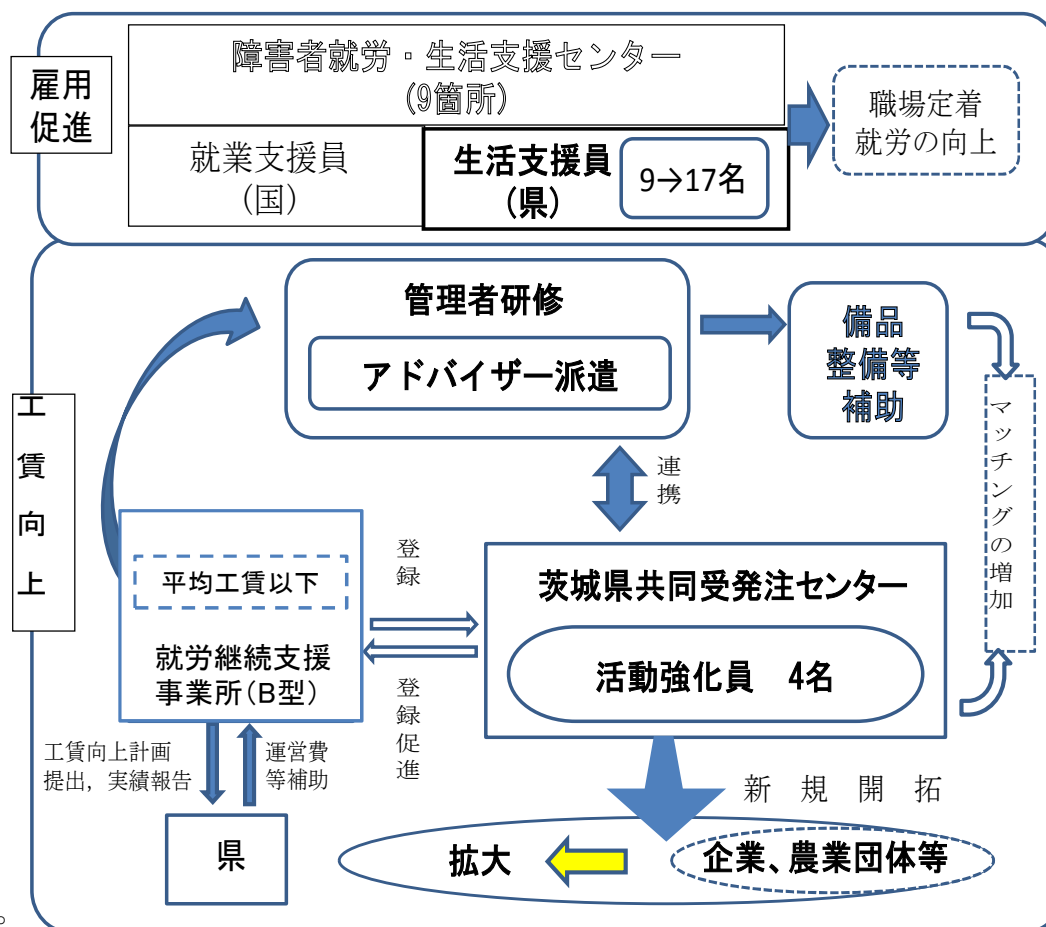 雇用
促進
障害者就労・生活支援センター
(9箇所)
就業支援員
(国)
生活支援員
(県)
9→17名
職場定着
就労の向上
工賃向上
管理者研修
アドバイザー派遣
備品
整備等
補助
マッチングの増加
連携
平均工賃以下
就労継続支援
事業所(B型)
登録
登録促進
茨城県共同受発注センター
活動強化員　4名
工賃向上計画
提出，実績報告
運営費
等補助
県
新規開拓
拡大
企業、農業団体等
。